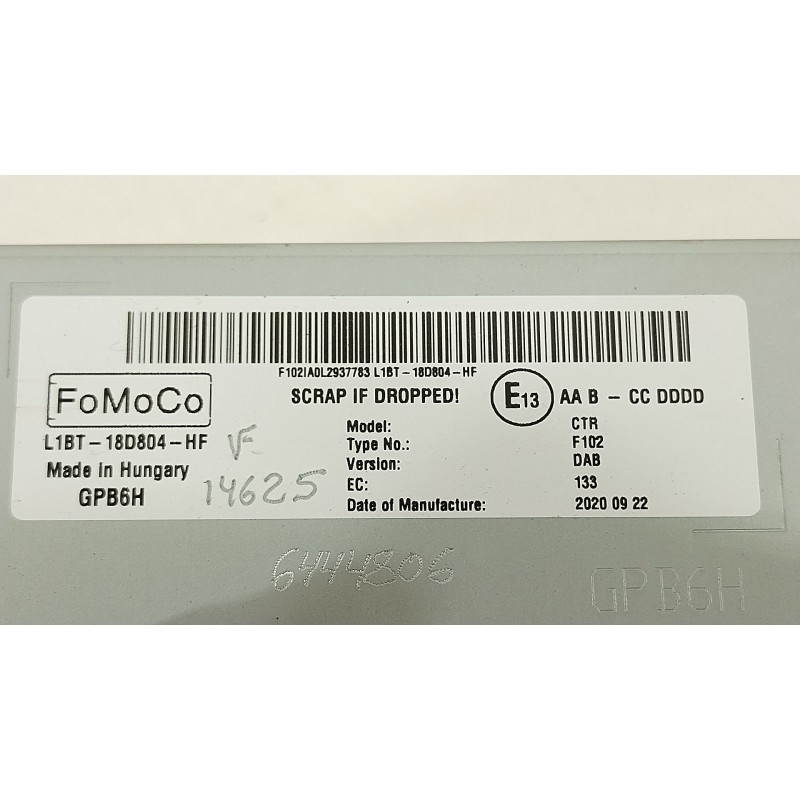 F102IA0L2937783 L1BT-18D804-HF
FoMoCo
SCRAP IF DROPPED!
E13
AA B - CC DDDD
L1BT-18D804-HF
Made in Hungary
GPB6H
VF
14625
Model: CTR
Type No.: F102
Version: DAB
EC: 133
Date of Manufacture: 2020 09 22
6444806
GPB6H